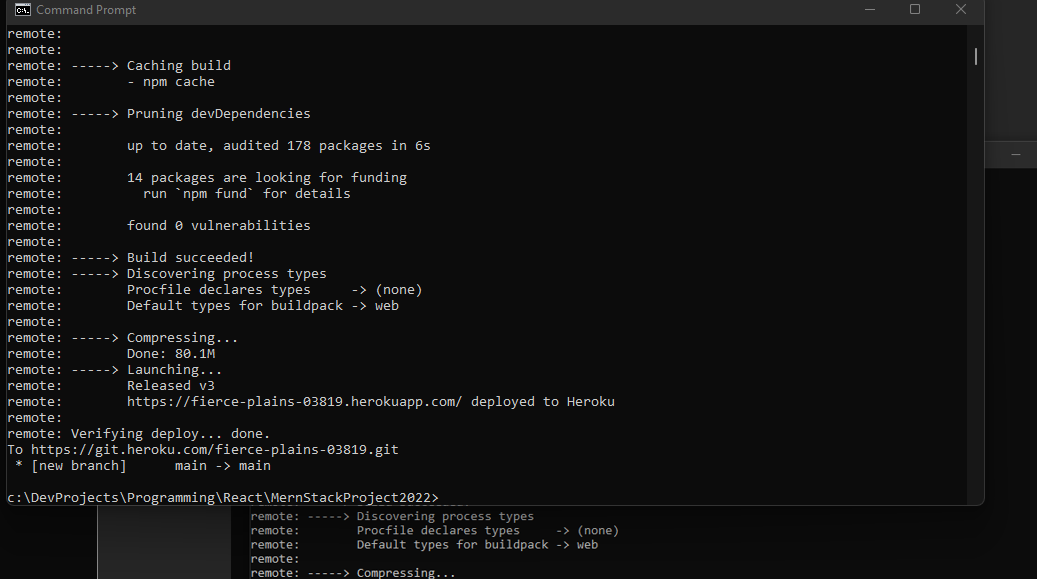 Command Prompt
remote:
remote:
remote: -----> Caching build
remote:        - npm cache
remote:
remote: -----> Pruning devDependencies
remote:
remote:        up to date, audited 178 packages in 6s
remote:
remote:        14 packages are looking for funding
remote:          run `npm fund` for details
remote:
remote:        found 0 vulnerabilities
remote:
remote: -----> Build succeeded!
remote: -----> Discovering process types
remote:        Procfile declares types     -> (none)
remote:        Default types for buildpack -> web
remote:
remote: -----> Compressing...
remote:        Done: 80.1M
remote: -----> Launching...
remote:        Released v3
remote:        https://fierce-plains-03819.herokuapp.com/ deployed to Heroku
remote:
remote: Verifying deploy... done.
To https://git.heroku.com/fierce-plains-03819.git
 * [new branch]      main -> main
c:\DevProjects\Programming\React\MernStackProject2022>
remote: -----> Discovering process types
remote:        Procfile declares types     -> (none)
remote:        Default types for buildpack -> web
remote:
remote: -----> Compressing...